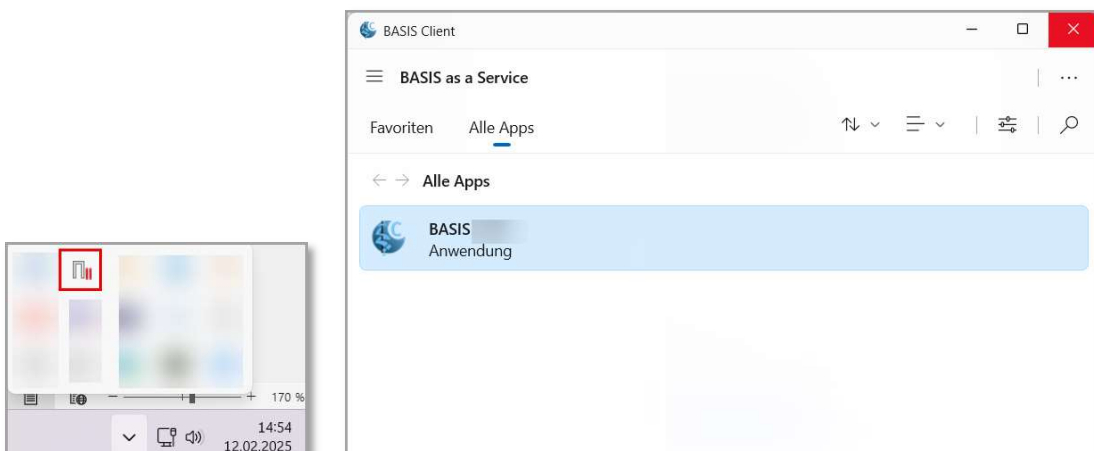 BASIS Client
BASIS as a Service
Favoriten Alle Apps
Alle Apps
BASIS
Anwendung
170 %
14:54
12.02.2025